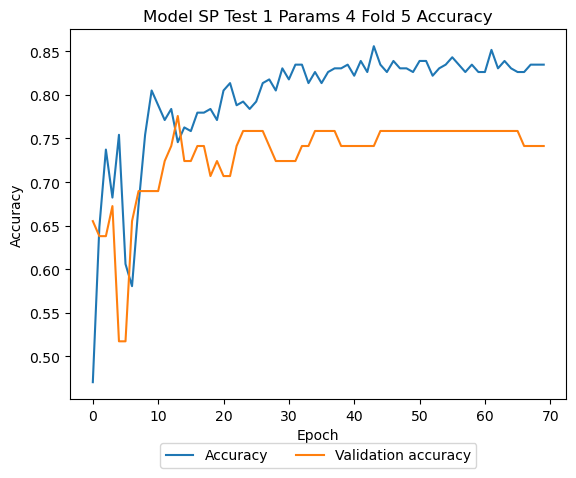 Model SP Test 1 Params 4 Fold 5 Accuracy
0.85
0.80
0.75
0.70
0.65
0.60
0.55
0.50
Accuracy
0 10 20 30 40 50 60 70
Epoch
Accuracy Validation accuracy